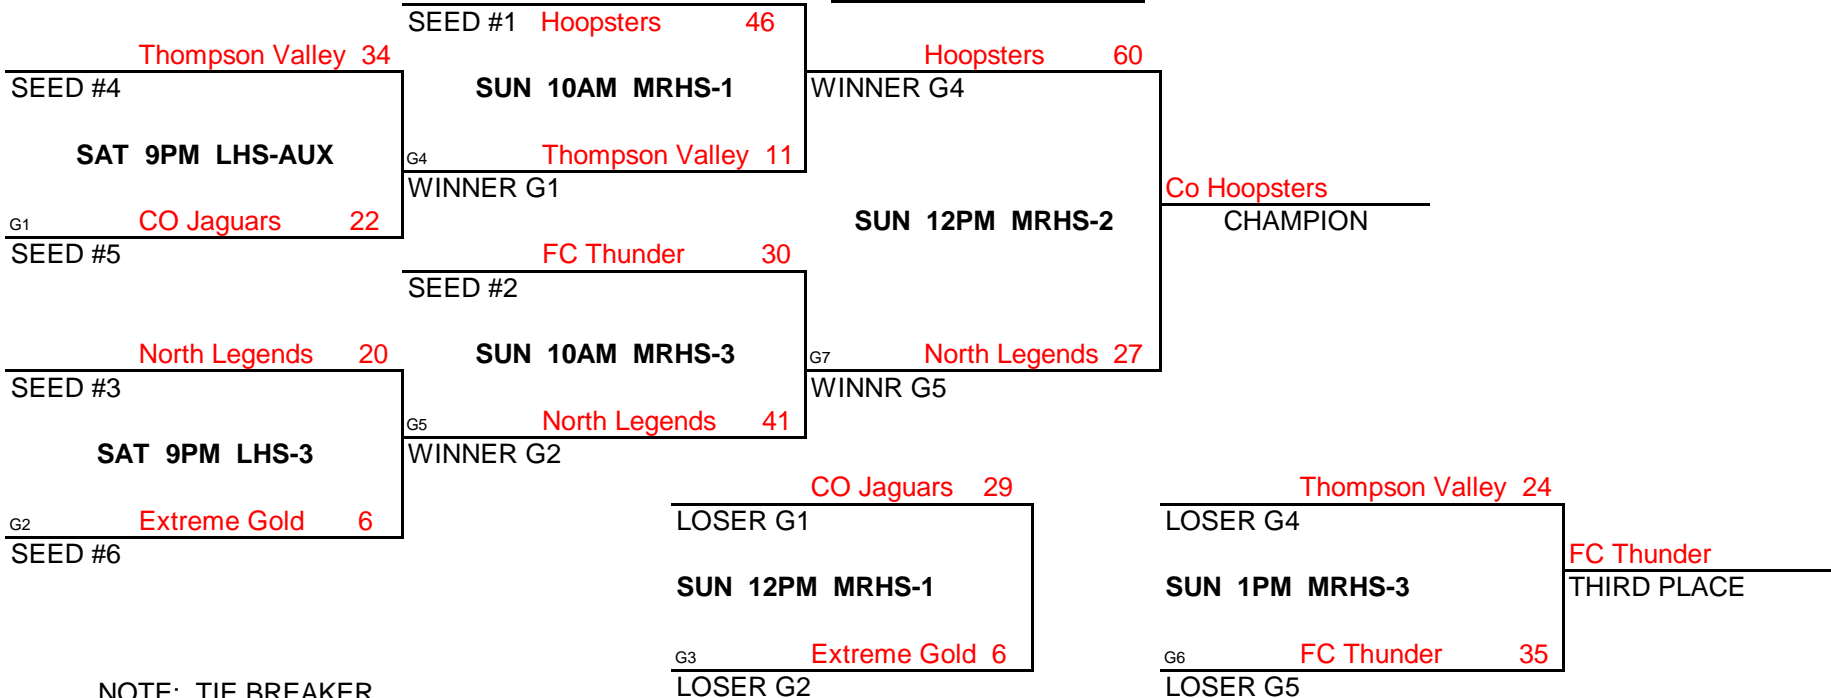 SEED #1 Hoopsters 46
Thompson Valley 34
Hoopsters 60
SEED #4
SUN 10AM MRHS-1
WINNER G4
SAT 9PM LHS-AUX
G4 Thompson Valley 11
WINNER G1
Co Hoopsters
G1 CO Jaguars 22
SUN 12PM MRHS-2
CHAMPION
SEED #5
FC Thunder 30
SEED #2
North Legends 20
SUN 10AM MRHS-3
G7 North Legends 27
SEED #3
WINNR G5
G5 North Legends 41
SAT 9PM LHS-3
WINNER G2
CO Jaguars 29
Thompson Valley 24
G2 Extreme Gold 6
LOSER G1
LOSER G4
SEED #6
FC Thunder
SUN 12PM MRHS-1
SUN 1PM MRHS-3
THIRD PLACE
G3 Extreme Gold 6
G6 FC Thunder 35
NOTE: TIE BREAKER
LOSER G2
LOSER G5